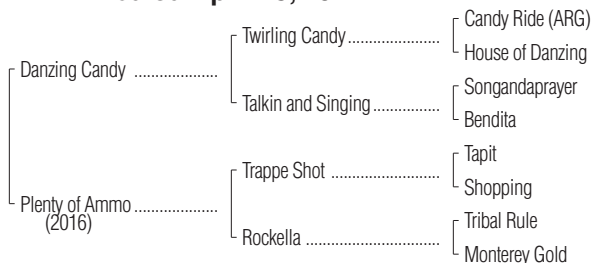 Candy Ride (ARG)
Twirling Candy
House of Danzing
Danzing Candy
Songandaprayer
Talkin and Singing
Bendita
Tapit
Trappe Shot
Shopping
Plenty of Ammo
(2016)
Tribal Rule
Rockella
Monterey Gold